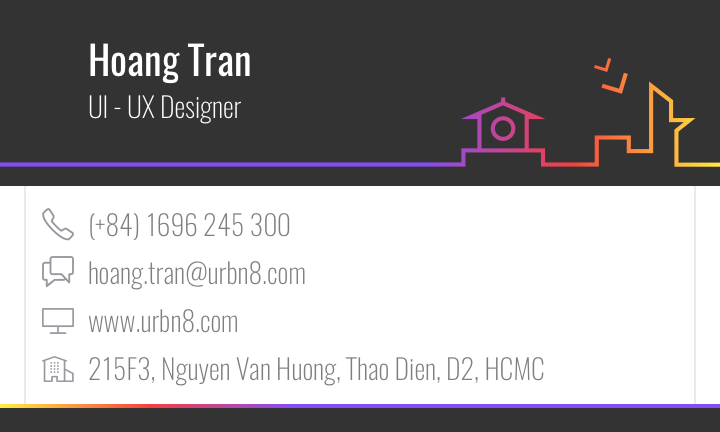 Hoang Tran
UI - UX Designer
(+84) 1696 245 300
hoang.tran@urbn8.com
www.urbn8.com
215F3, Nguyen Van Huong, Thao Dien, D2, HCMC